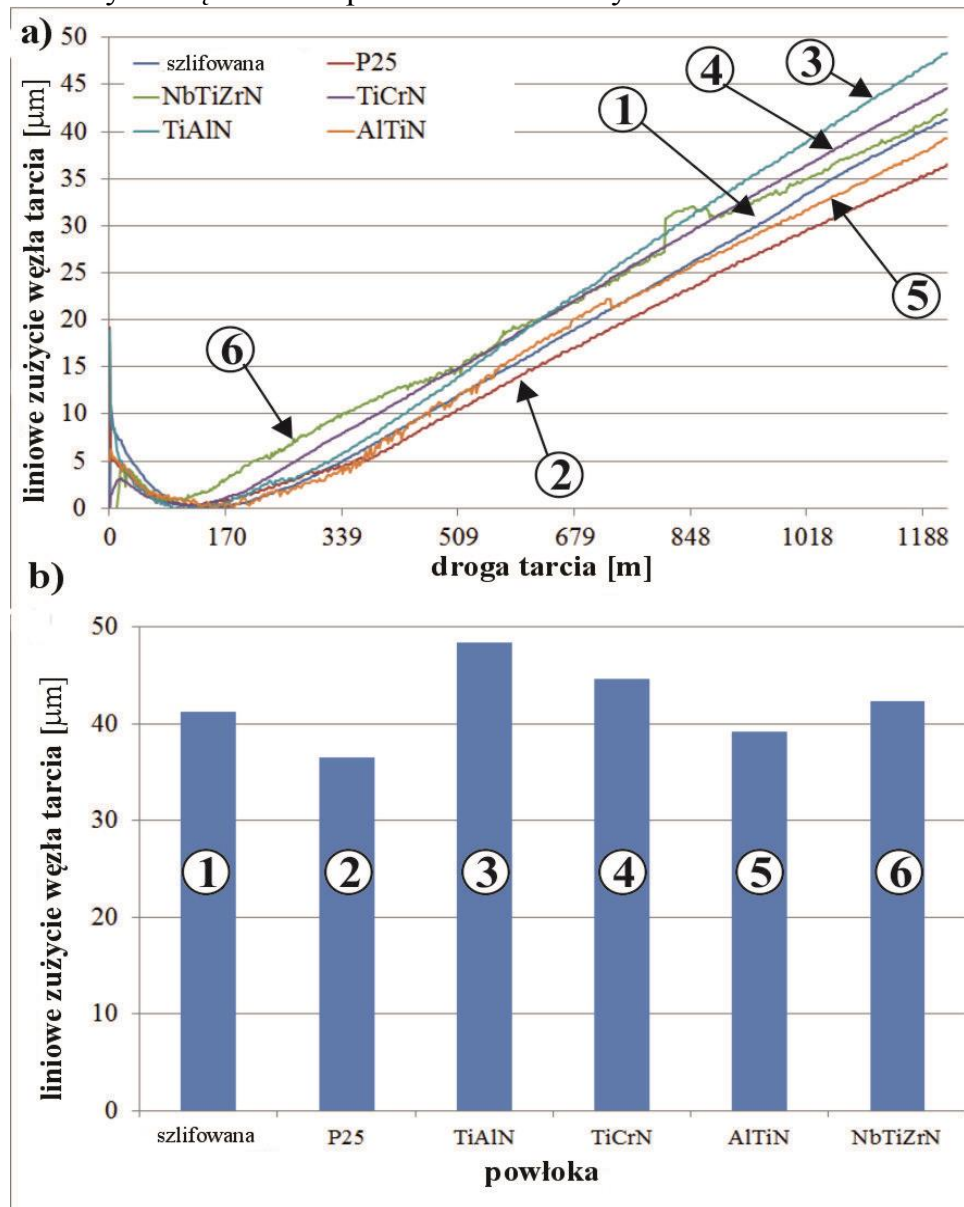 a)
liniowe zużycie węzła tarcia [μm]
50
45
40
35
30
25
20
15
10
5
0
szlifowana P25
NbTiZrN TiCrN
TiAlN AlTiN
3
4
1
5
6
2
0 170 339 509 679 848 1018 1188
droga tarcia [m]
b)
liniowe zużycie węzła tarcia [μm]
50
40
30
20
10
0
1 2 3 4 5 6
szlifowana P25 TiAlN TiCrN AlTiN NbTiZrN
powłoka